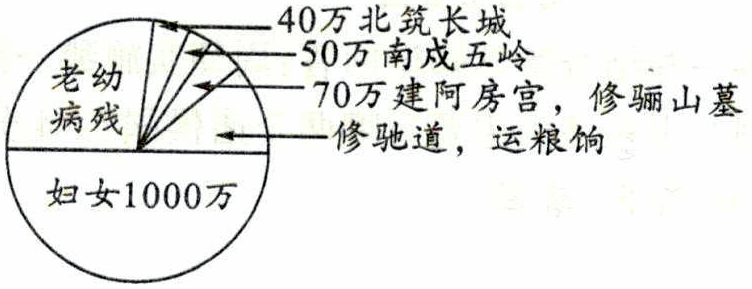 40万北筑长城
50万南戍五岭
70万建阿房宫，修骊山墓
修驰道，运粮饷
老幼
病残
妇女1000万